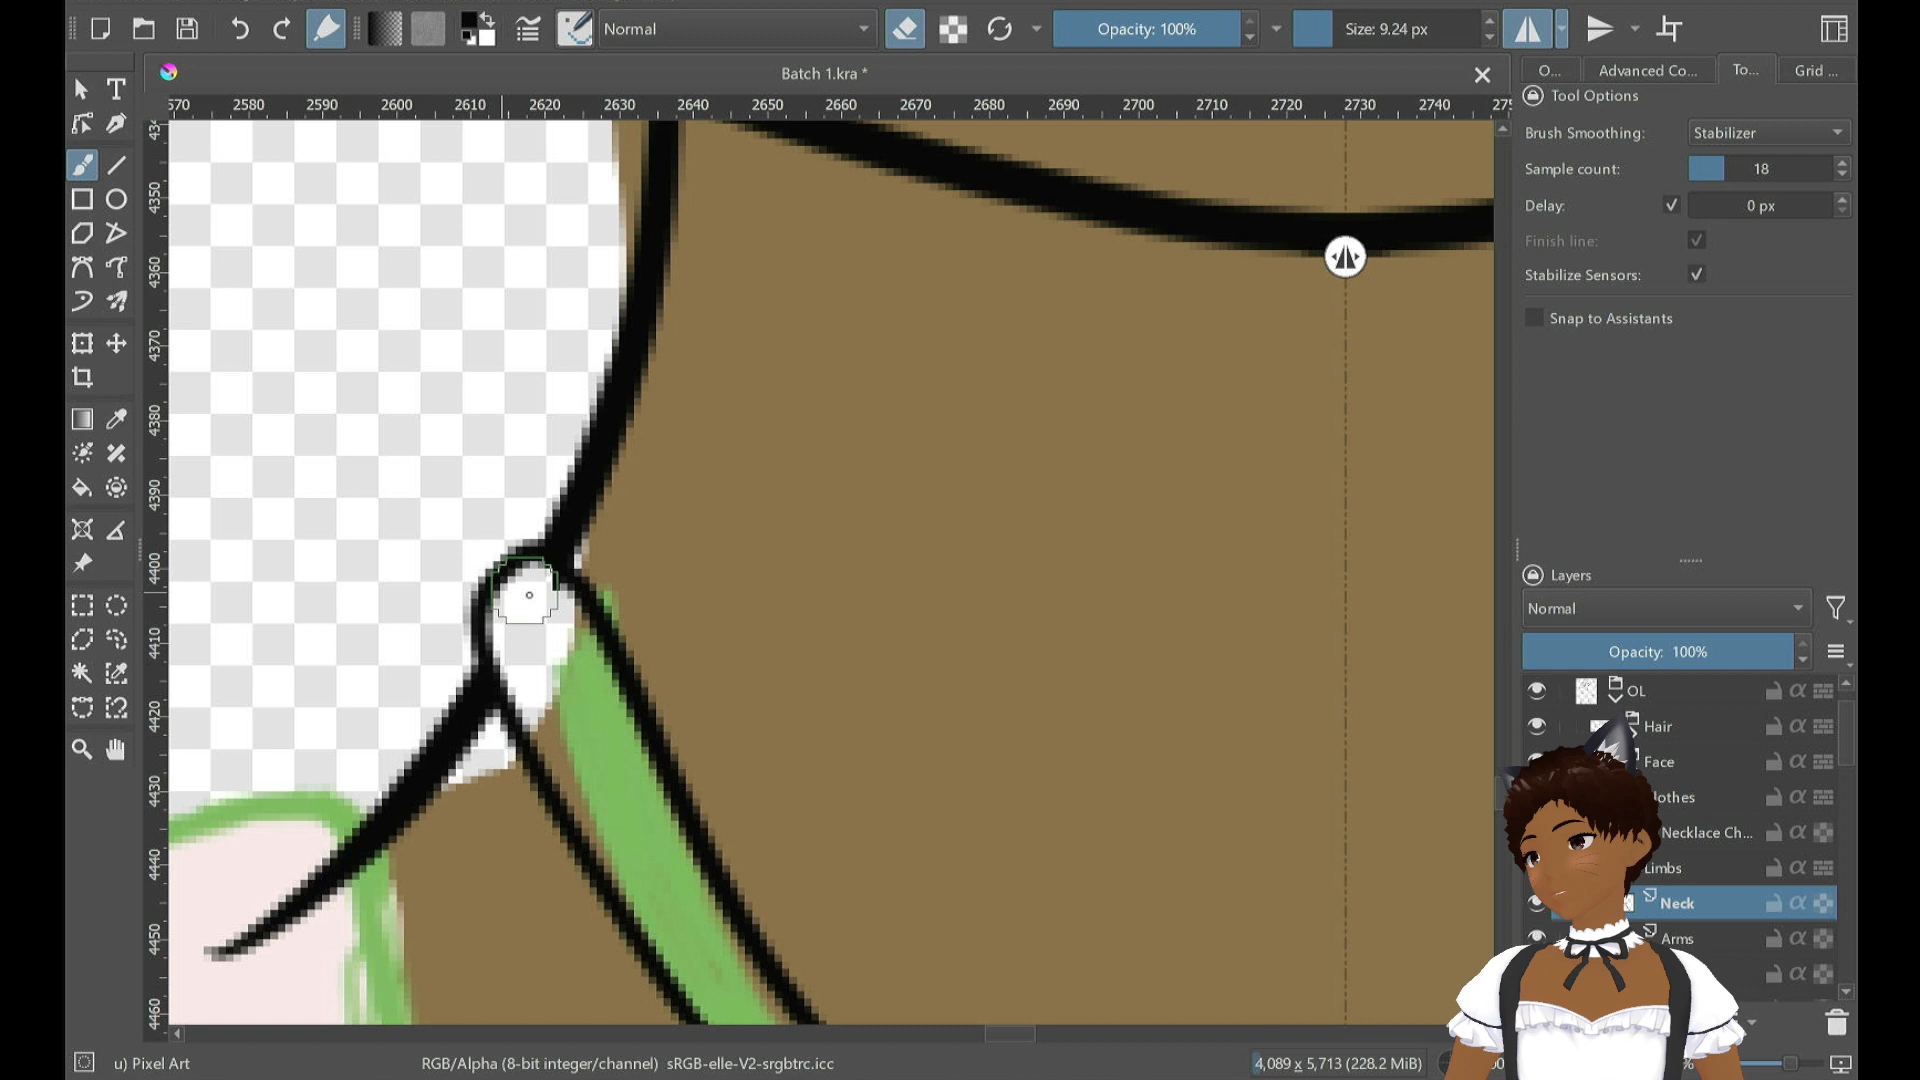 Normal
Opacity: 100%
Size: 9.24 px
Batch 1.kra *
O...
Advanced Co...
To...
Grid ...
570 2580 2590 2600 2610 2620 2630 2640 2650 2660 2670 2680 2690 2700 2710 2720 2730 2740 275
Tool Options
Brush Smoothing:
Stabilizer
Sample count:
18
Delay:
0 px
Finish line:
Stabilize Sensors:
Snap to Assistants
434
4350
4360
4370
4380
4390
4400
4410
4420
4430
4440
4450
4460
Layers
Normal
Opacity: 100%
OL
Hair
Face
lothes
Necklace Ch...
Limbs
Neck
Arms
u) Pixel Art
RGB/Alpha (8-bit integer/channel) sRGB-elle-V2-srgbtrc.icc
4,089 x 5,713 (228.2 MiB)